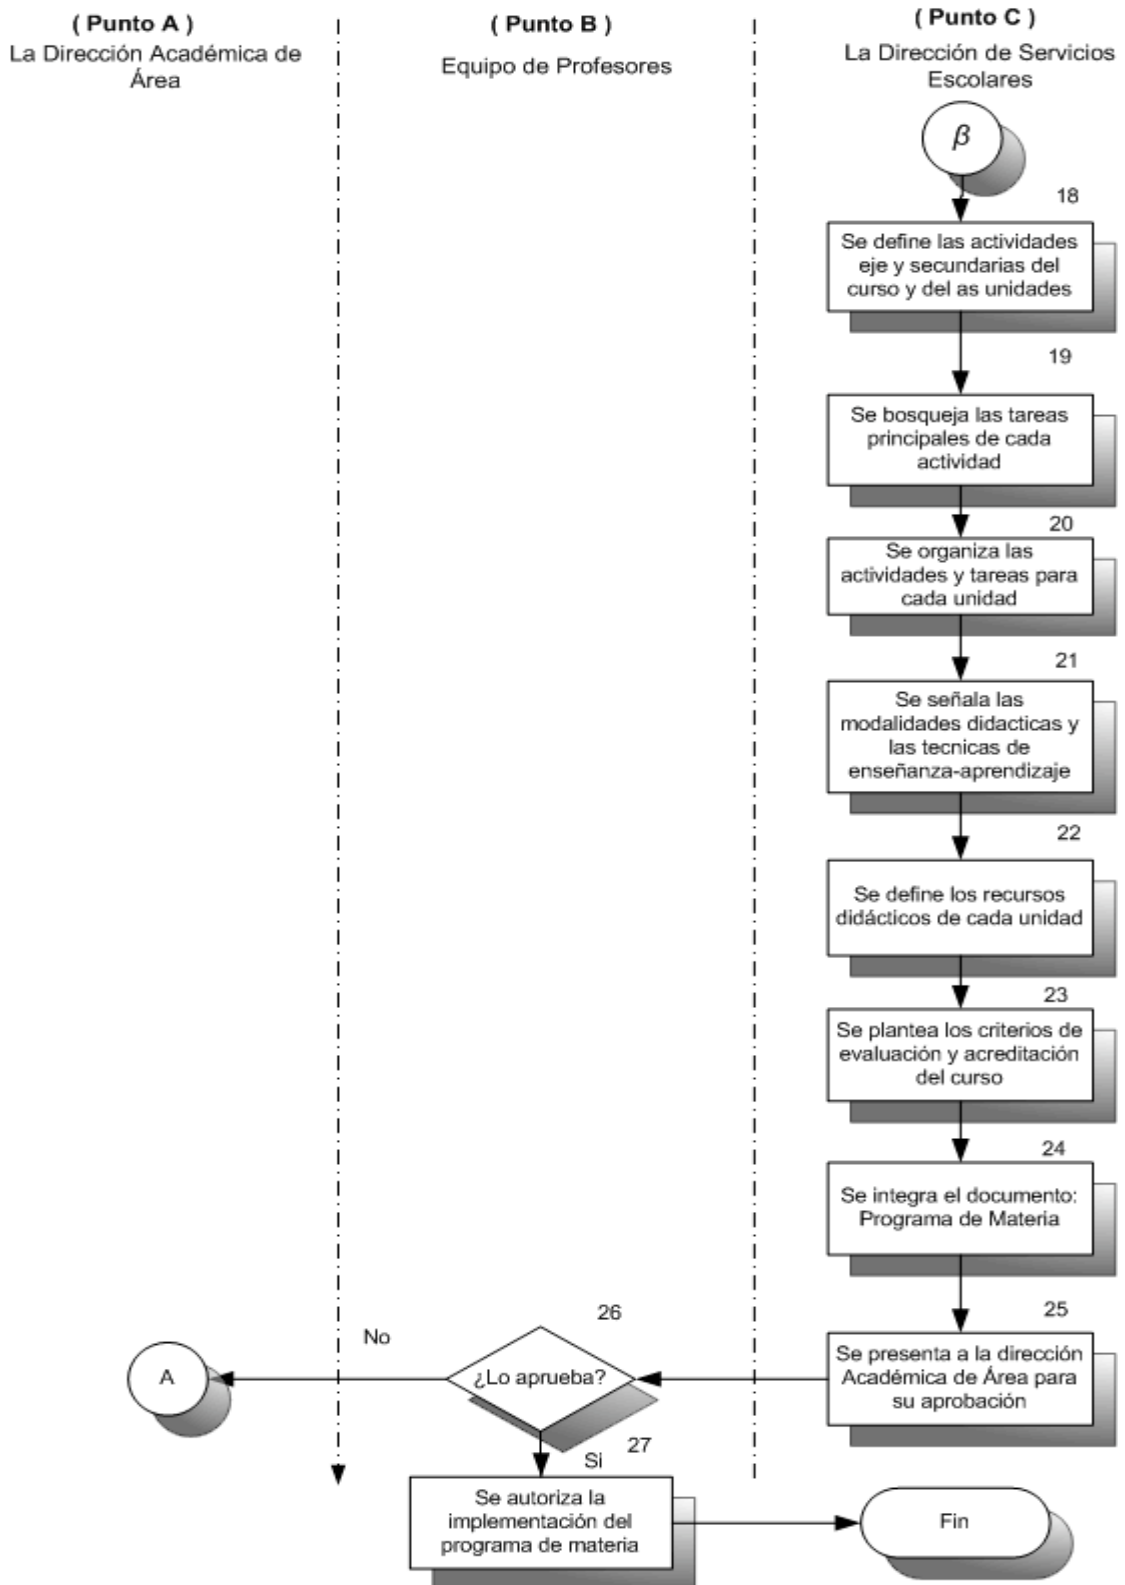 ( Punto A )
La Dirección Académica de
Área
( Punto B )
Equipo de Profesores
( Punto C )
La Dirección de Servicios
Escolares
β
18
Se define las actividades
eje y secundarias del
curso y del as unidades
19
Se bosqueja las tareas
principales de cada
actividad
20
Se organiza las
actividades y tareas para
cada unidad
21
Se señala las
modalidades didacticas y
las tecnicas de
enseñanza-aprendizaje
22
Se define los recursos
didácticos de cada unidad
23
Se plantea los criterios de
evaluación y acreditación
del curso
24
Se integra el documento:
Programa de Materia
25
Se presenta a la dirección
Académica de Área para
su aprobación
26
¿Lo aprueba?
No
A
27
Si
Se autoriza la
implementación del
programa de materia
Fin